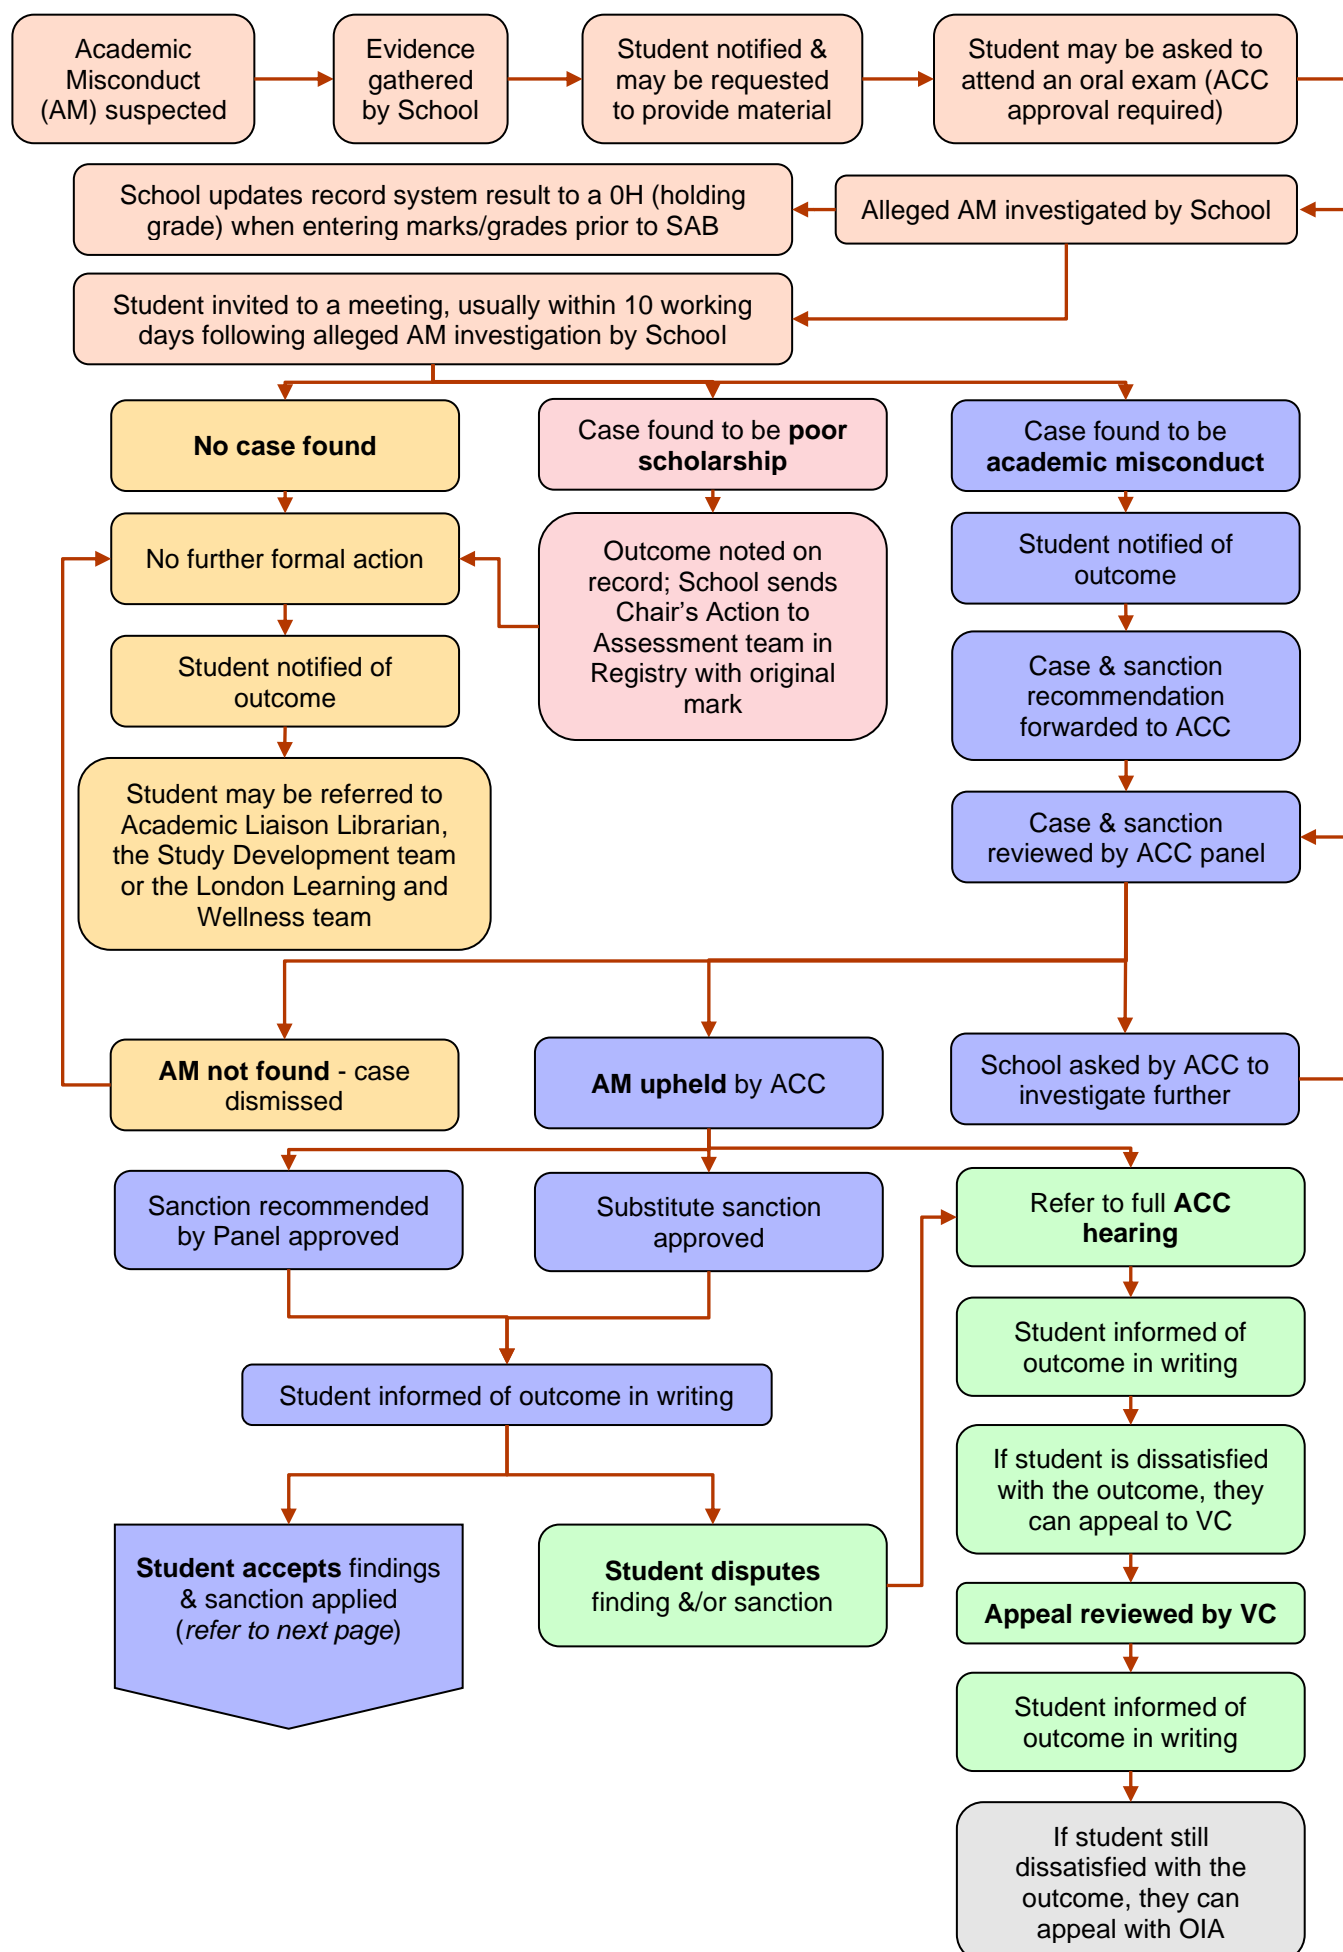 Academic
Misconduct
(AM) suspected
Evidence
gathered
by School
Student notified &
may be requested
to provide material
Student may be asked to
attend an oral exam (ACC
approval required)
School updates record system result to a 0H (holding
grade) when entering marks/grades prior to SAB
Alleged AM investigated by School
Student invited to a meeting, usually within 10 working
days following alleged AM investigation by School
No case found
Case found to be poor
scholarship
Case found to be
academic misconduct
No further formal action
Outcome noted on
record; School sends
Chair’s Action to
Assessment team in
Registry with original
mark
Student notified of
outcome
Student notified of
outcome
Case & sanction
recommendation
forwarded to ACC
Student may be referred to
Academic Liaison Librarian,
the Study Development team
or the London Learning and
Wellness team
Case & sanction
reviewed by ACC panel
AM not found - case
dismissed
AM upheld by ACC
School asked by ACC to
investigate further
Sanction recommended
by Panel approved
Substitute sanction
approved
Refer to full ACC
hearing
Student informed of
outcome in writing
Student informed of outcome in writing
If student is dissatisfied
with the outcome, they
can appeal to VC
Student accepts findings
& sanction applied
(refer to next page)
Student disputes
finding &/or sanction
Appeal reviewed by VC
Student informed of
outcome in writing
If student still
dissatisfied with the
outcome, they can
appeal with OIA